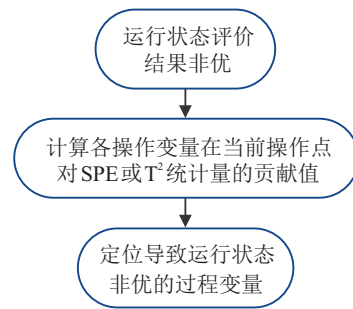 运行状态评价
结果非优
计算各操作变量在当前操作点
对SPE或T²统计量的贡献值
定位导致运行状态
非优的过程变量